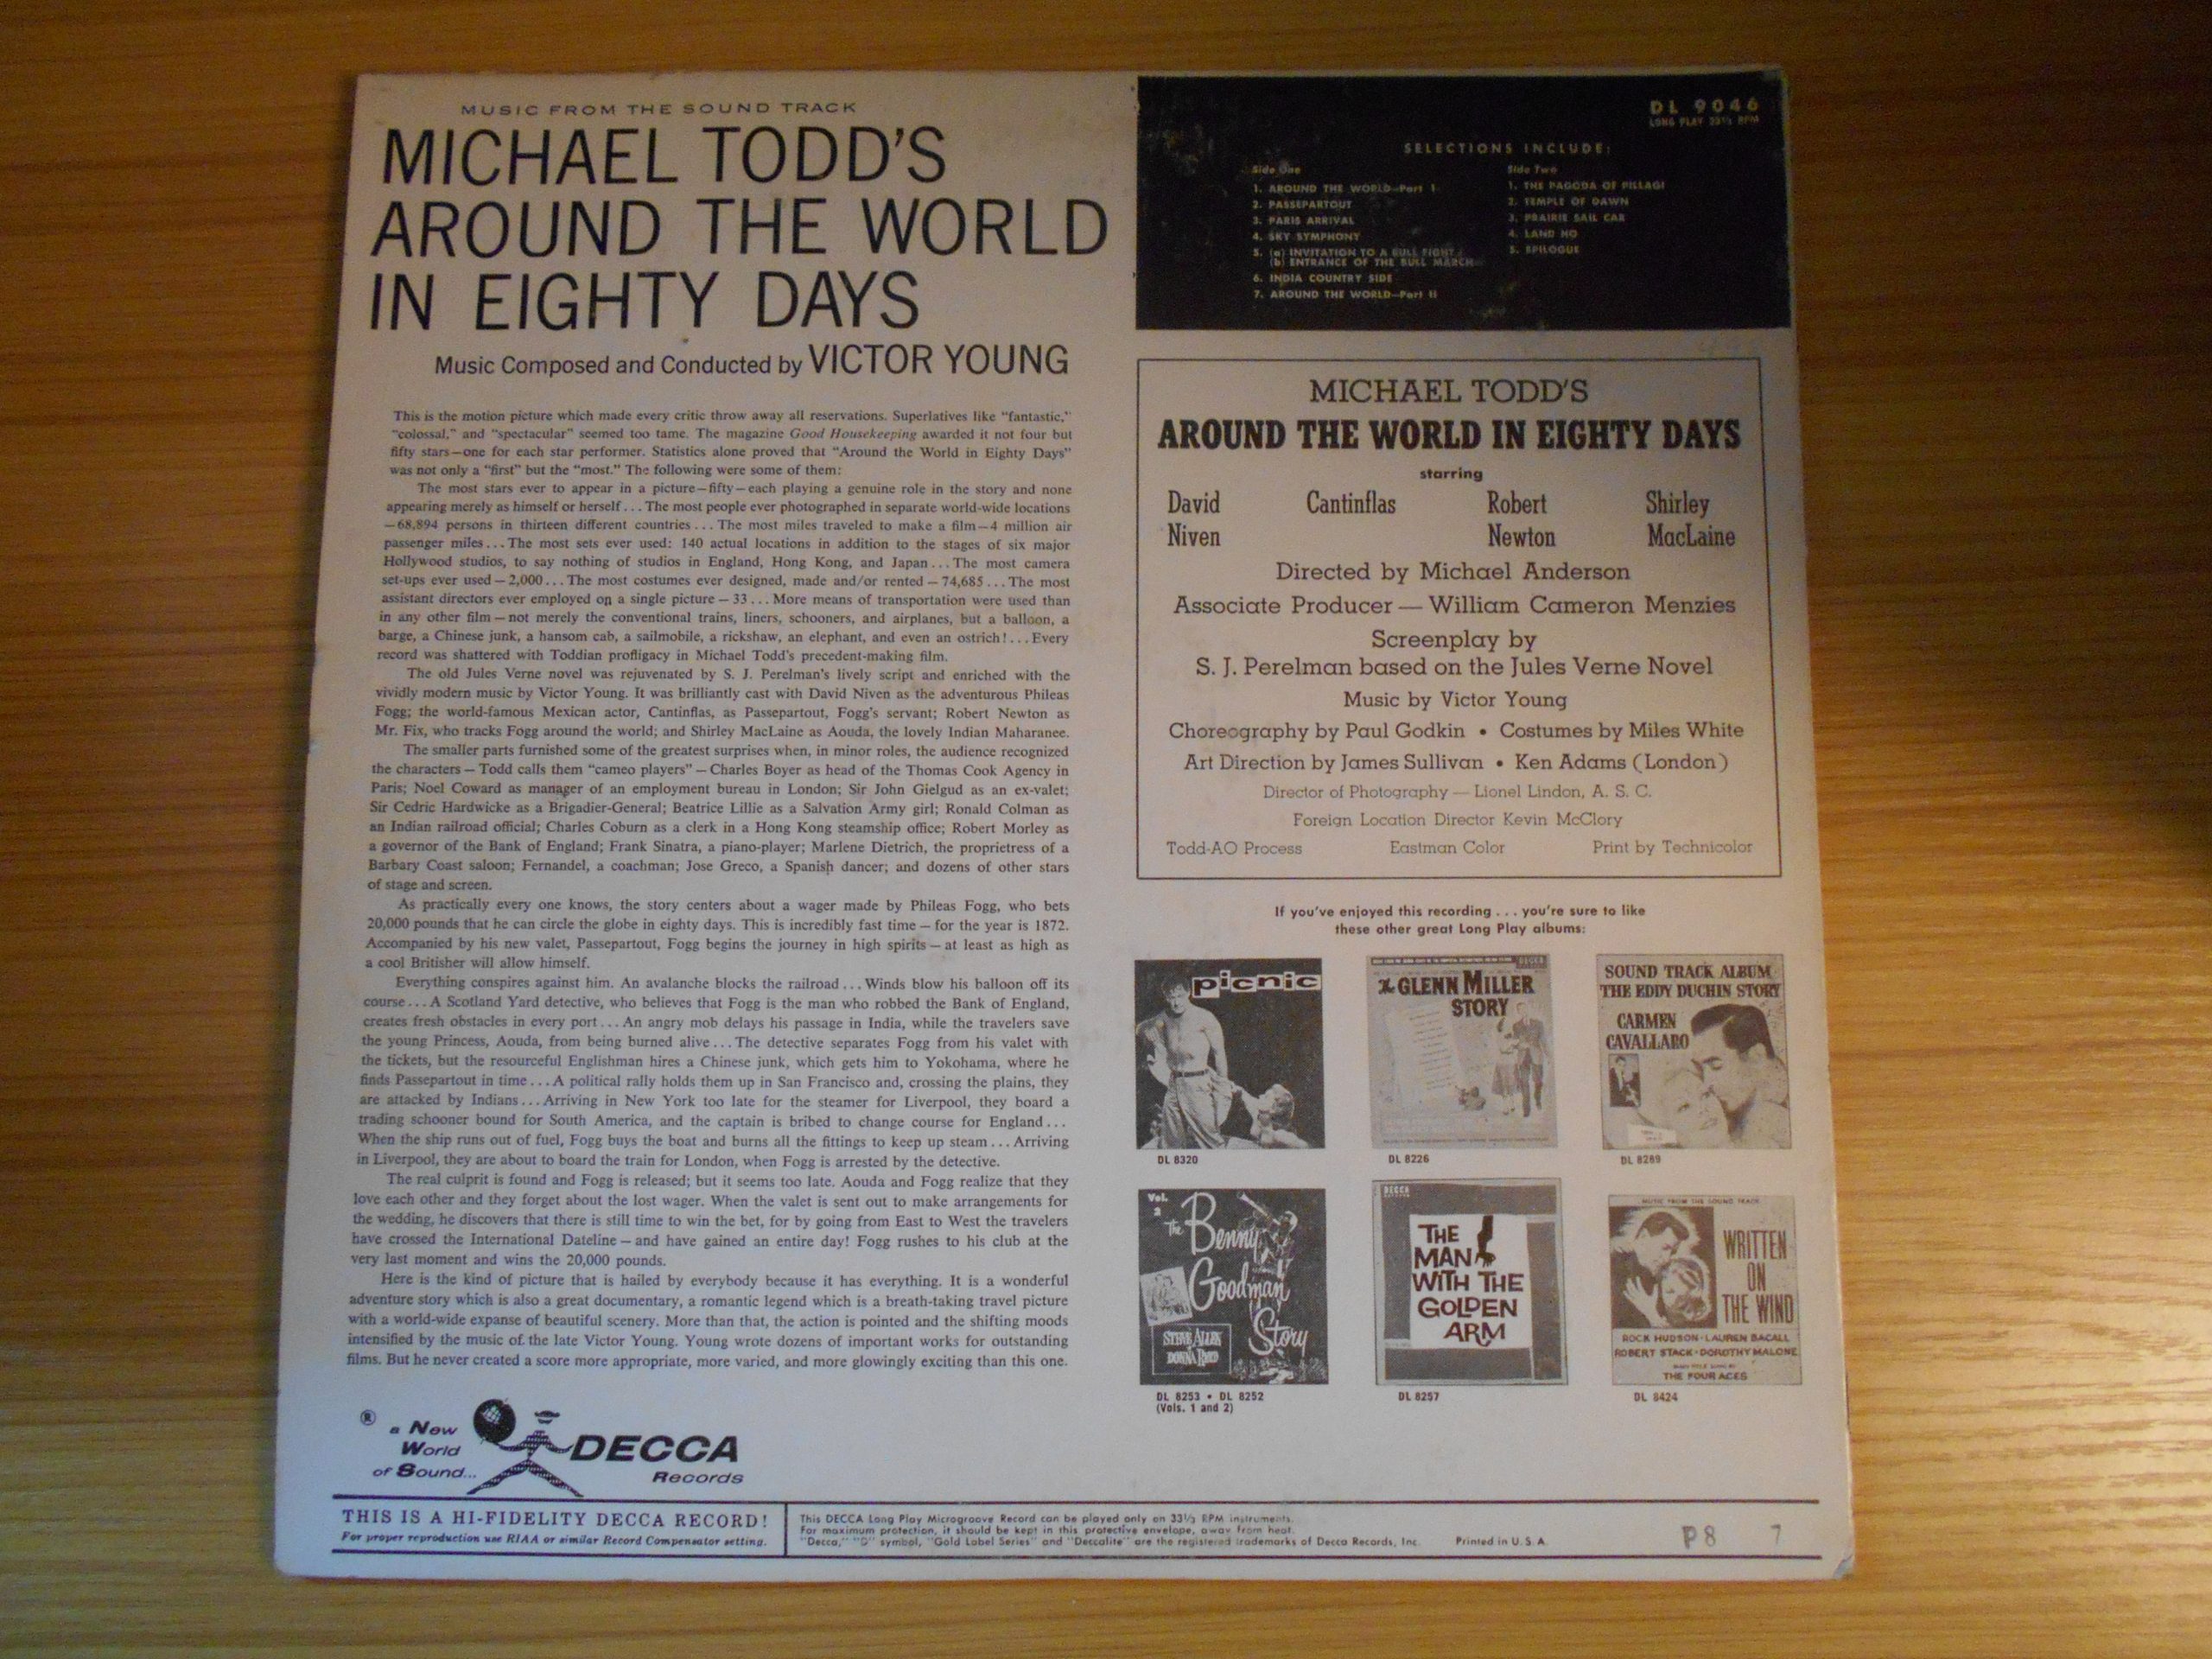 MUSIC FROM THE SOUND TRACK
MICHAEL TODD'S
AROUND THE WORLD
IN EIGHTY DAYS
Music Composed and Conducted by VICTOR YOUNG
This is the motion picture which made every critic throw away all reservations. Superlatives like "fantastic,"
"colossal," and "spectacular" seemed too tame. The magazine Good Housekeeping awarded it not four but
fifty stars—one for each star performer. Statistics alone proved that "Around the World in Eighty Days"
was not only a "first" but the "most." The following were some of them:
The most stars ever to appear in a picture—fifty—each playing a genuine role in the story and none
appearing merely as himself or herself... The most people ever photographed in separate world-wide locations
—68,894 persons in thirteen different countries... The most miles traveled to make a film—4 million air
passenger miles... The most sets ever used: 140 actual locations in addition to the stages of six major
Hollywood studios, to say nothing of studios in England, Hong Kong, and Japan... The most camera
set-ups ever used—2,000... The most costumes ever designed, made and/or rented—74,685... The most
assistant directors ever employed on a single picture—33... More means of transportation were used than
in any other film—not merely the conventional trains, liners, schooners, and airplanes, but a balloon, a
barge, a Chinese junk, a hansom cab, a sailmobile, a rickshaw, an elephant, and even an ostrich!... Every
record was shattered with Toddian profligacy in Michael Todd's precedent-making film.
The old Jules Verne novel was rejuvenated by S. J. Perelman's lively script and enriched with the
vividly modern music by Victor Young. It was brilliantly cast with David Niven as the adventurous Phileas
Fogg; the world-famous Mexican actor, Cantinflas, as Passepartout, Fogg's servant; Robert Newton as
Mr. Fix, who tracks Fogg around the world; and Shirley MacLaine as Aouda, the lovely Indian Maharanee.
The smaller parts furnished some of the greatest surprises when, in minor roles, the audience recognized
the characters—Todd calls them "cameo players"—Charles Boyer as head of the Thomas Cook Agency in
Paris; Noel Coward as manager of an employment bureau in London; Sir John Gielgud as an ex-valet;
Sir Cedric Hardwicke as a Brigadier-General; Beatrice Lillie as a Salvation Army girl; Ronald Colman as
an Indian railroad official; Charles Coburn as a clerk in a Hong Kong steamship office; Robert Morley as
a governor of the Bank of England; Frank Sinatra, a piano-player; Marlene Dietrich, the proprietress of a
Barbary Coast saloon; Fernandel, a coachman; Jose Greco, a Spanish dancer; and dozens of other stars
of stage and screen.
As practically every one knows, the story centers about a wager made by Phileas Fogg, who bets
20,000 pounds that he can circle the globe in eighty days. This is incredibly fast time—for the year is 1872.
Accompanied by his new valet, Passepartout, Fogg begins the journey in high spirits—at least as high as
a cool Britisher will allow himself.
Everything conspires against him. An avalanche blocks the railroad... Winds blow his balloon off its
course... A Scotland Yard detective, who believes that Fogg is the man who robbed the Bank of England,
creates fresh obstacles in every port... An angry mob delays his passage in India, while the travelers save
the young Princess, Aouda, from being burned alive... The detective separates Fogg from his valet with
the tickets, but the resourceful Englishman hires a Chinese junk, which gets him to Yokohama, where he
finds Passepartout in time... A political rally holds them up in San Francisco and, crossing the plains, they
are attacked by Indians... Arriving in New York too late for the steamer for Liverpool, they board a
trading schooner bound for South America, and the captain is bribed to change course for England...
When the ship runs out of fuel, Fogg buys the boat and burns all the fittings to keep up steam... Arriving
in Liverpool, they are about to board the train for London, when Fogg is arrested by the detective.
The real culprit is found and Fogg is released; but it seems too late. Aouda and Fogg realize that they
love each other and they forget about the lost wager. When the valet is sent out to make arrangements for
the wedding, he discovers that there is still time to win the bet, for by going from East to West the travelers
have crossed the International Dateline—and have gained an entire day! Fogg rushes to his club at the
very last moment and wins the 20,000 pounds.
Here is the kind of picture that is hailed by everybody because it has everything. It is a wonderful
adventure story which is also a great documentary, a romantic legend which is a breath-taking travel picture
with a world-wide expanse of beautiful scenery. More than that, the action is pointed and the shifting moods
intensified by the music of the late Victor Young. Young wrote dozens of important works for outstanding
films. But he never created a score more appropriate, more varied, and more glowingly exciting than this one.
®
a New
World
of Sound...
DECCA
Records
DL 9046
LONG PLAY 33⅓ RPM
SELECTIONS INCLUDE:
Side One
1. AROUND THE WORLD—Part I
2. PASSEPARTOUT
3. PARIS ARRIVAL
4. SKY SYMPHONY
5. (a) INVITATION TO A BULL FIGHT
(b) ENTRANCE OF THE BULL MARCH
6. INDIA COUNTRY SIDE
7. AROUND THE WORLD—Part II
Side Two
1. THE PAGODA OF PILLAGI
2. TEMPLE OF DAWN
3. PRAIRIE SAIL CAR
4. LAND HO
5. EPILOGUE
MICHAEL TODD'S
AROUND THE WORLD IN EIGHTY DAYS
starring
David Niven
Cantinflas
Robert Newton
Shirley MacLaine
Directed by Michael Anderson
Associate Producer — William Cameron Menzies
Screenplay by
S. J. Perelman based on the Jules Verne Novel
Music by Victor Young
Choreography by Paul Godkin • Costumes by Miles White
Art Direction by James Sullivan • Ken Adams (London)
Director of Photography — Lionel Lindon, A. S. C.
Foreign Location Director Kevin McClory
Todd-AO Process Eastman Color Print by Technicolor
If you've enjoyed this recording... you're sure to like
these other great Long Play albums:
picnic
DL 8320
DECCA
The GLENN MILLER
STORY
DL 8226
SOUND TRACK ALBUM
THE EDDY DUCHIN STORY
CARMEN
CAVALLARO
DL 8289
Vol.
2
The Benny
Goodman
Story
STEVE ALLEN
DONNA REED
DL 8253 • DL 8252
(Vols. 1 and 2)
DECCA
THE
MAN
WITH THE
GOLDEN
ARM
DL 8257
MUSIC FROM THE SOUND TRACK
WRITTEN
ON
THE WIND
ROCK HUDSON · LAUREN BACALL
ROBERT STACK · DOROTHY MALONE
THE FOUR ACES
DL 8424
THIS IS A HI-FIDELITY DECCA RECORD!
For proper reproduction use RIAA or similar Record Compensator setting.
This DECCA Long Play Microgroove Record can be played only on 33⅓ RPM instruments.
For maximum protection, it should be kept in this protective envelope, away from heat.
"Decca," "D" symbol, "Gold Label Series" and "Deccalite" are the registered trademarks of Decca Records, Inc. Printed in U. S. A.
P8 7